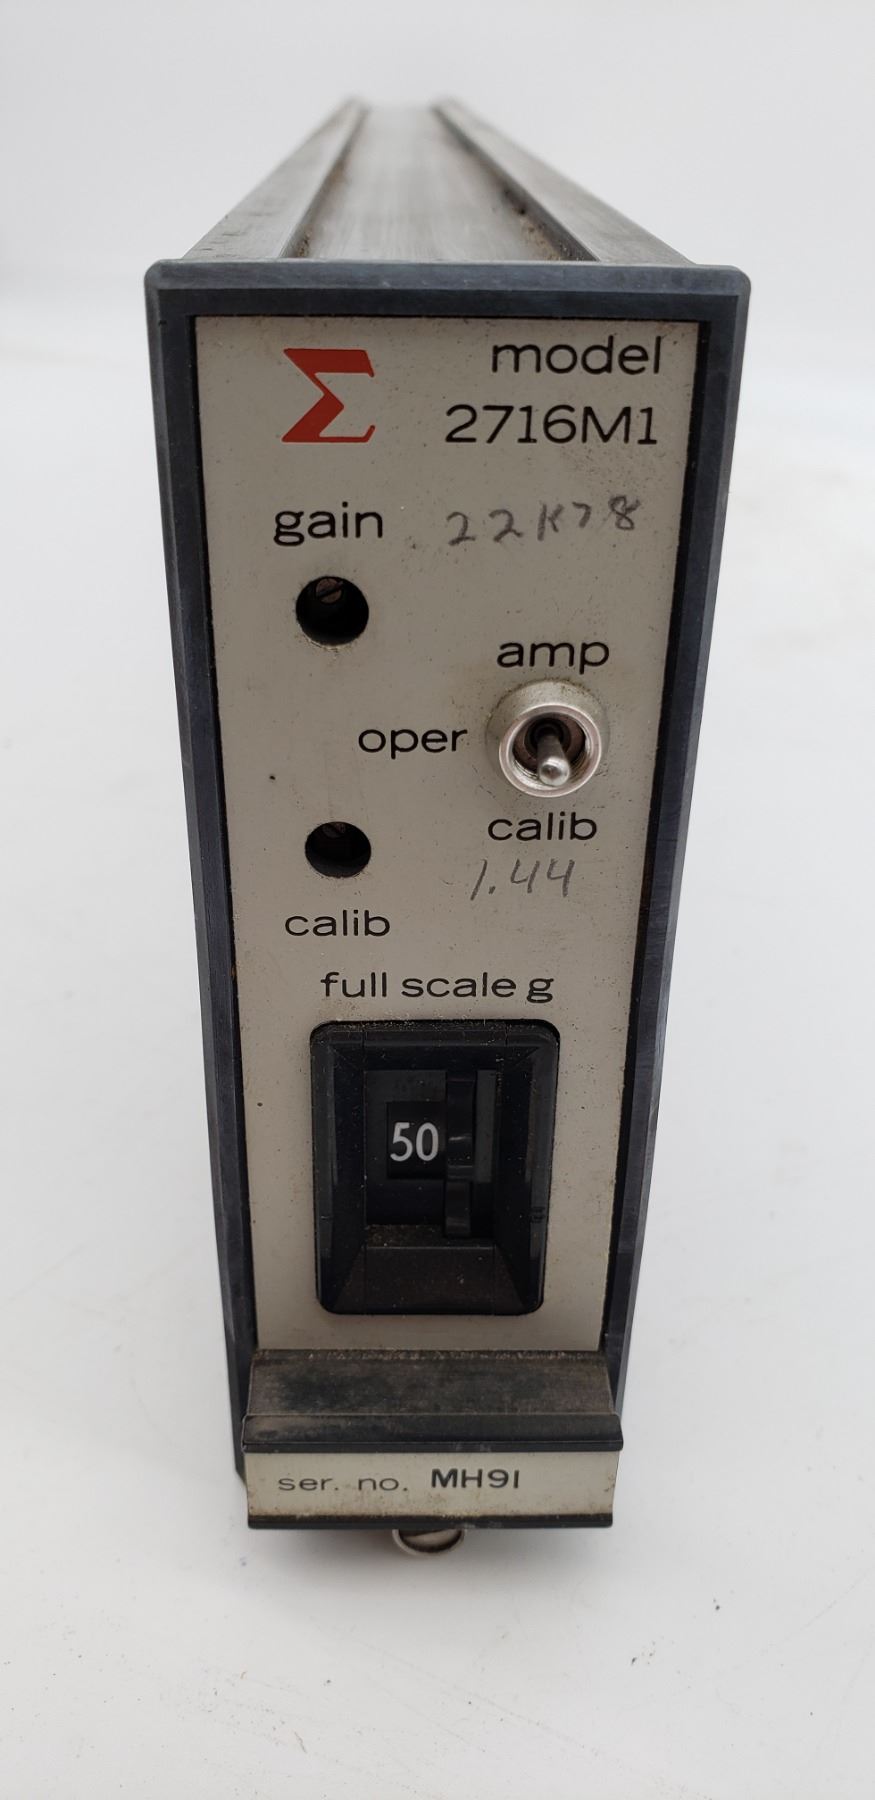 Σ model
2716M1
gain 22K78
amp
oper
calib
1.44
calib
full scale g
50
ser. no. MH91